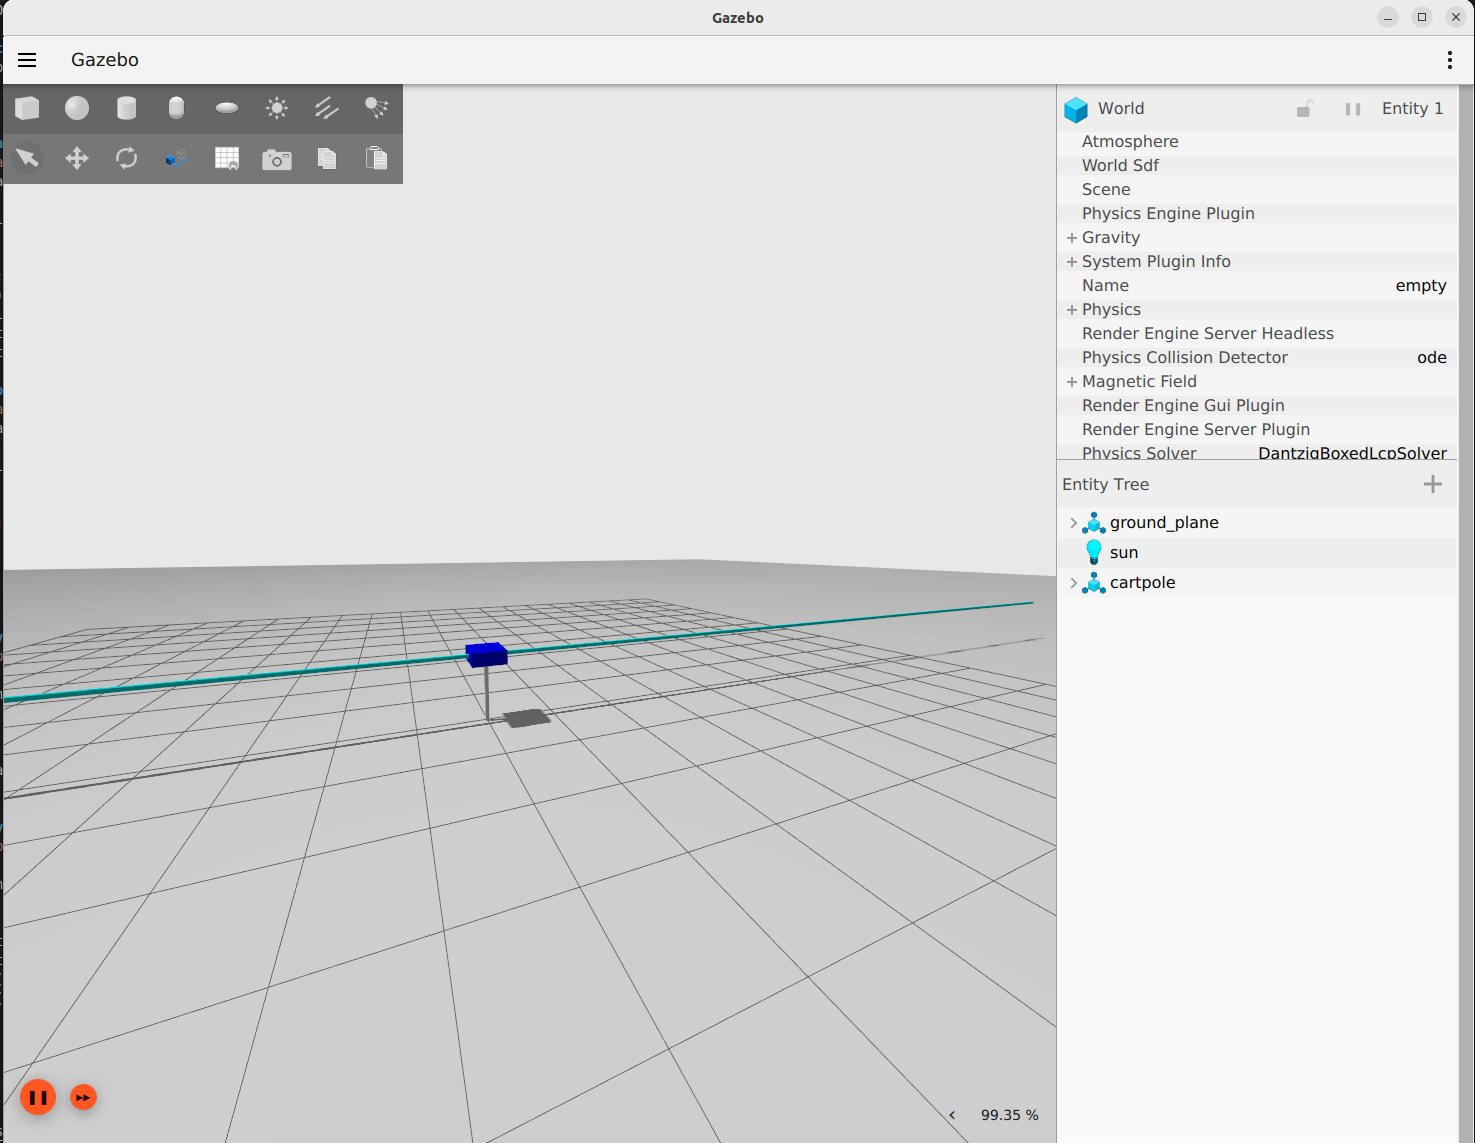 Gazebo
Gazebo
World Entity 1
Atmosphere
World Sdf
Scene
Physics Engine Plugin
Gravity
System Plugin Info
Name empty
Physics
Render Engine Server Headless
Physics Collision Detector ode
Magnetic Field
Render Engine Gui Plugin
Render Engine Server Plugin
Physics Solver DantzigBoxedLcpSolver
Entity Tree
ground_plane
sun
cartpole
99.35 %